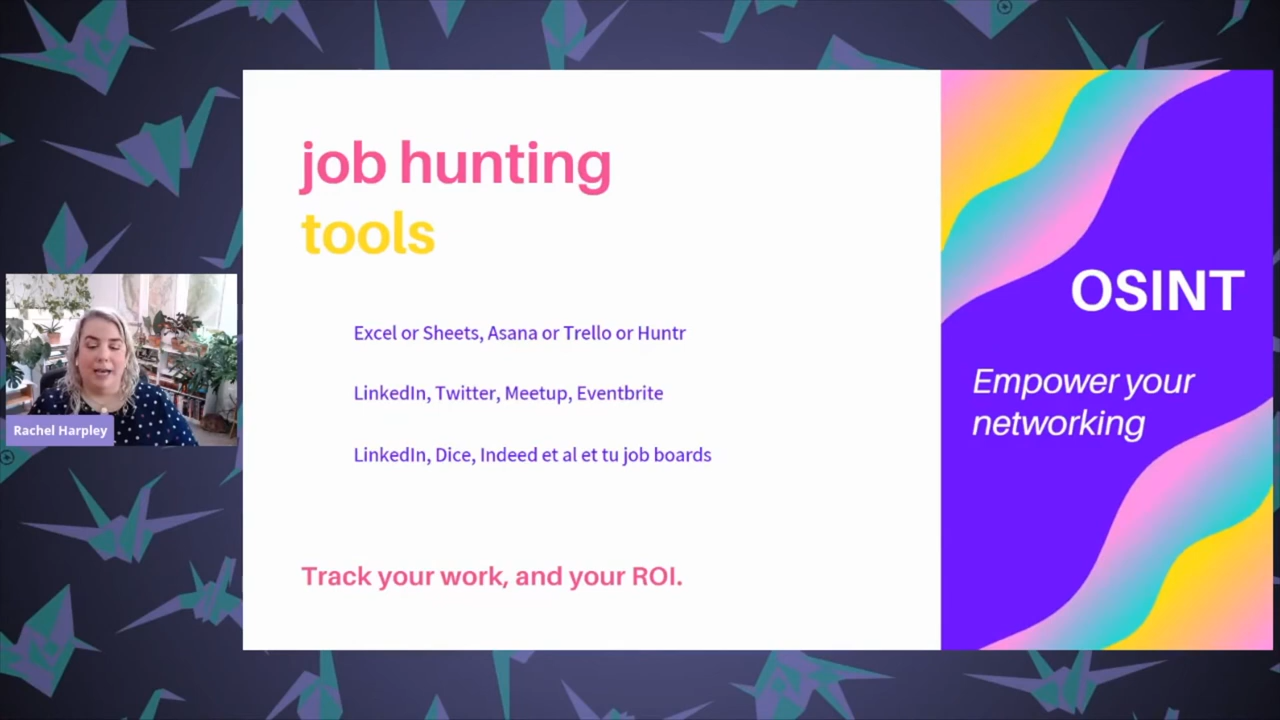 job hunting
tools
Excel or Sheets, Asana or Trello or Huntr
LinkedIn, Twitter, Meetup, Eventbrite
LinkedIn, Dice, Indeed et al et tu job boards
Track your work, and your ROI.
OSINT
Empower your
networking
Rachel Harpley